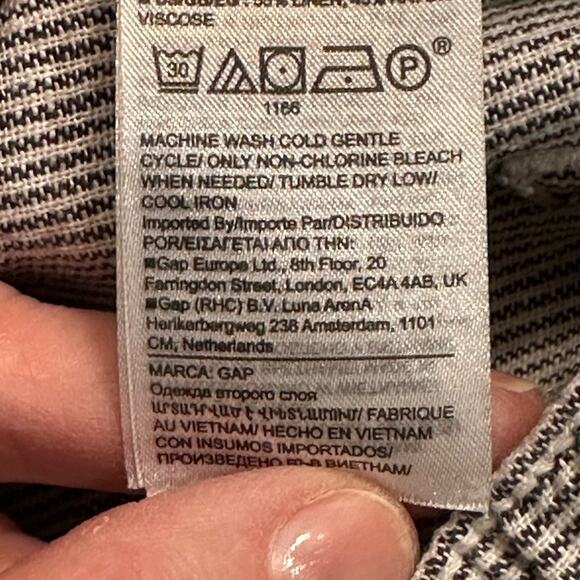 VISCOSE
30 P ®
1166
MACHINE WASH COLD GENTLE
CYCLE/ ONLY NON-CHLORINE BLEACH
WHEN NEEDED/ TUMBLE DRY LOW/
COOL IRON
Imported By/Importe Par/DISTRIBUIDO
POR/ΕΙΣΑΓΕΤΑΙ ΑΠΟ ΤΗΝ:
■Gap Europe Ltd., 8th Floor, 20
Farringdon Street, London, EC4A 4AB, UK
■Gap (RHC) B.V. Luna ArenA
Herikerbergweg 238 Amsterdam, 1101
CM, Netherlands
MARCA: GAP
Одежда второго слоя
ԱՐՏԱԴՐՎԱԾ Է ՎԻԵՏՆԱՄՈՒՄ/ FABRIQUE
AU VIETNAM/ HECHO EN VIETNAM
CON INSUMOS IMPORTADOS/
ПРОИЗВЕДЕНО ВЬЕТНАМ/